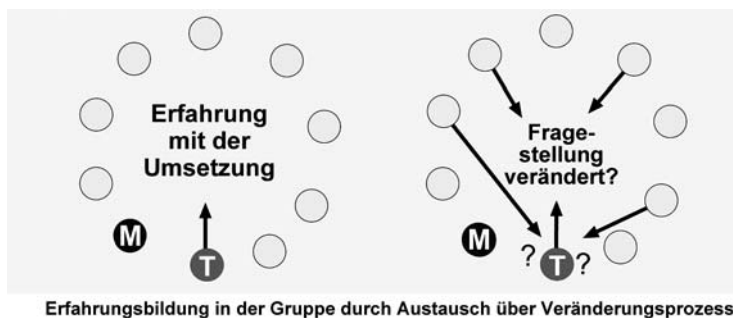 Erfahrung
mit der
Umsetzung
M
T
Frage-
stellung
verändert?
M
? T ?
Erfahrungsbildung in der Gruppe durch Austausch über Veränderungsprozess